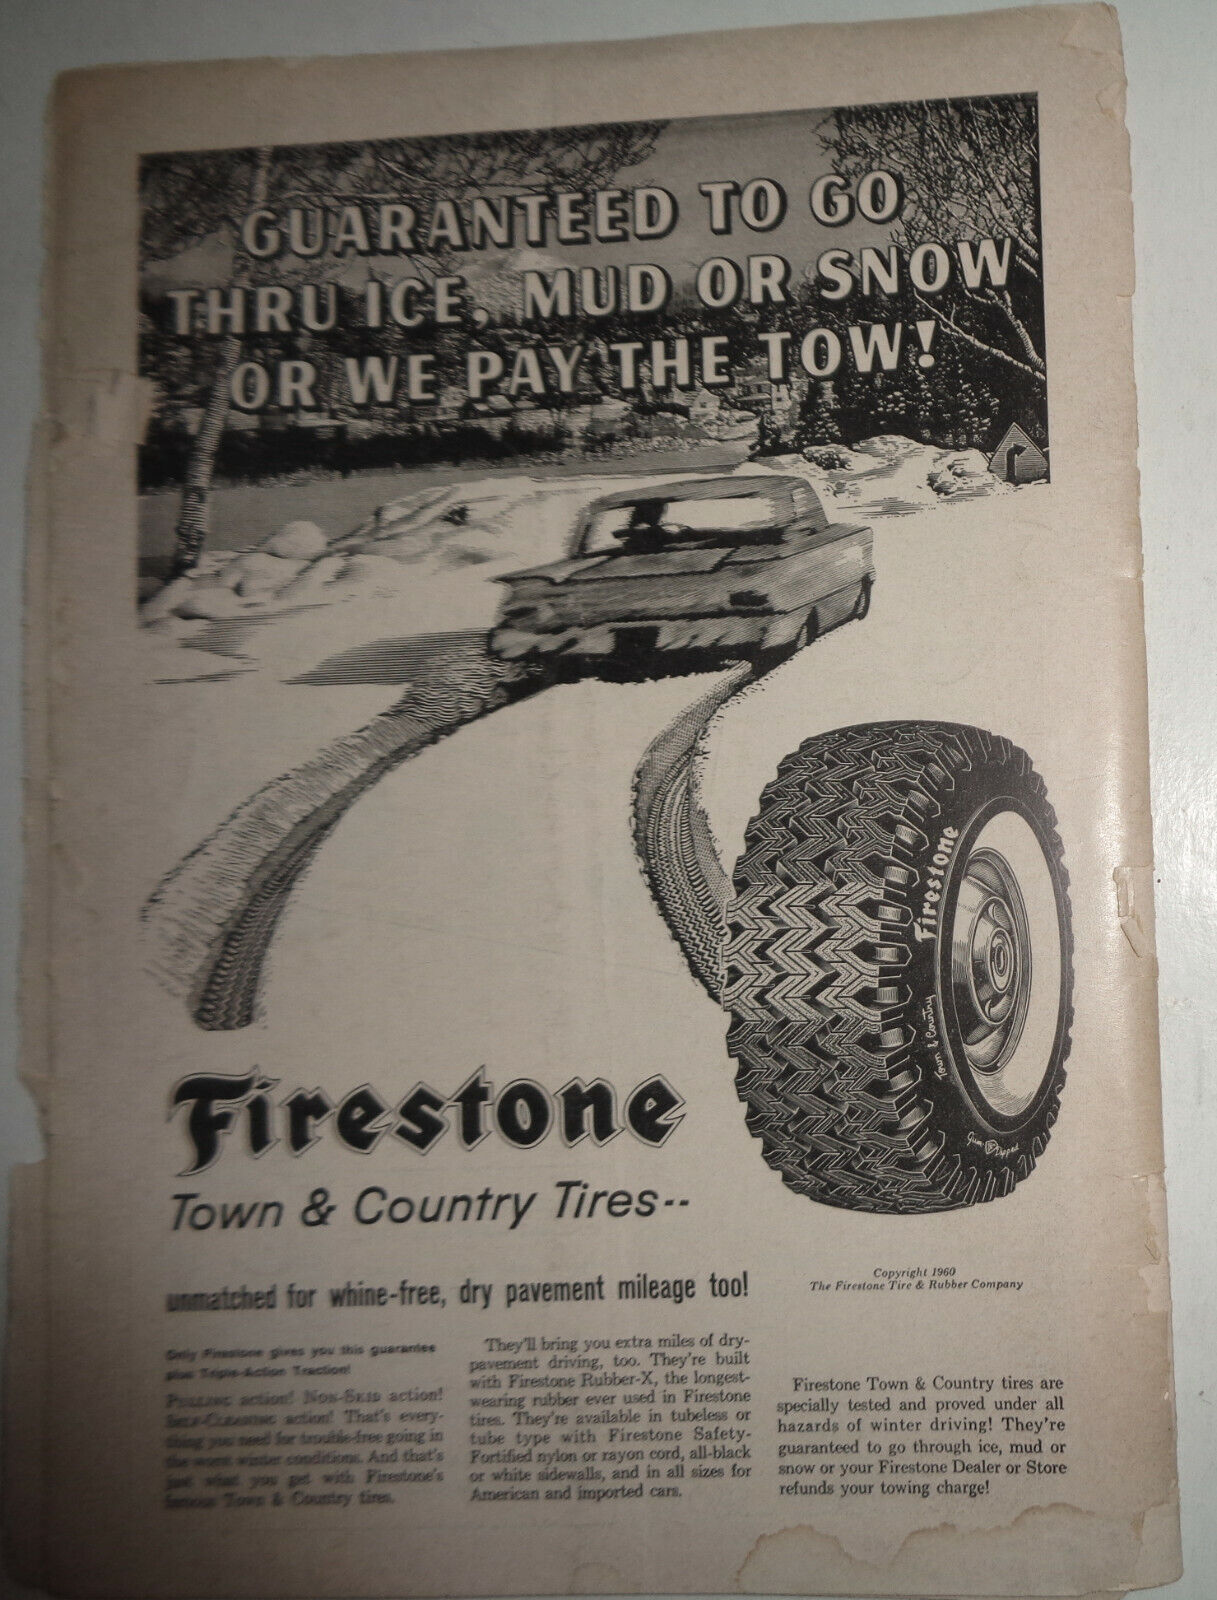 GUARANTEED TO GO
THRU ICE, MUD OR SNOW
OR WE PAY THE TOW!
Firestone
Town & Country
Gum-Dipped
Firestone
Town & Country Tires--
unmatched for whine-free, dry pavement mileage too!
Copyright 1960
The Firestone Tire & Rubber Company
Only Firestone gives you this guarantee
plus Triple-Action Traction!
PULLING action! NON-SKID action!
SELF-CLEANING action! That's every-
thing you need for trouble-free going in
the worst winter conditions. And that's
just what you get with Firestone's
famous Town & Country tires.
They'll bring you extra miles of dry-
pavement driving, too. They're built
with Firestone Rubber-X, the longest-
wearing rubber ever used in Firestone
tires. They're available in tubeless or
tube type with Firestone Safety-
Fortified nylon or rayon cord, all-black
or white sidewalls, and in all sizes for
American and imported cars.
Firestone Town & Country tires are
specially tested and proved under all
hazards of winter driving! They're
guaranteed to go through ice, mud or
snow or your Firestone Dealer or Store
refunds your towing charge!